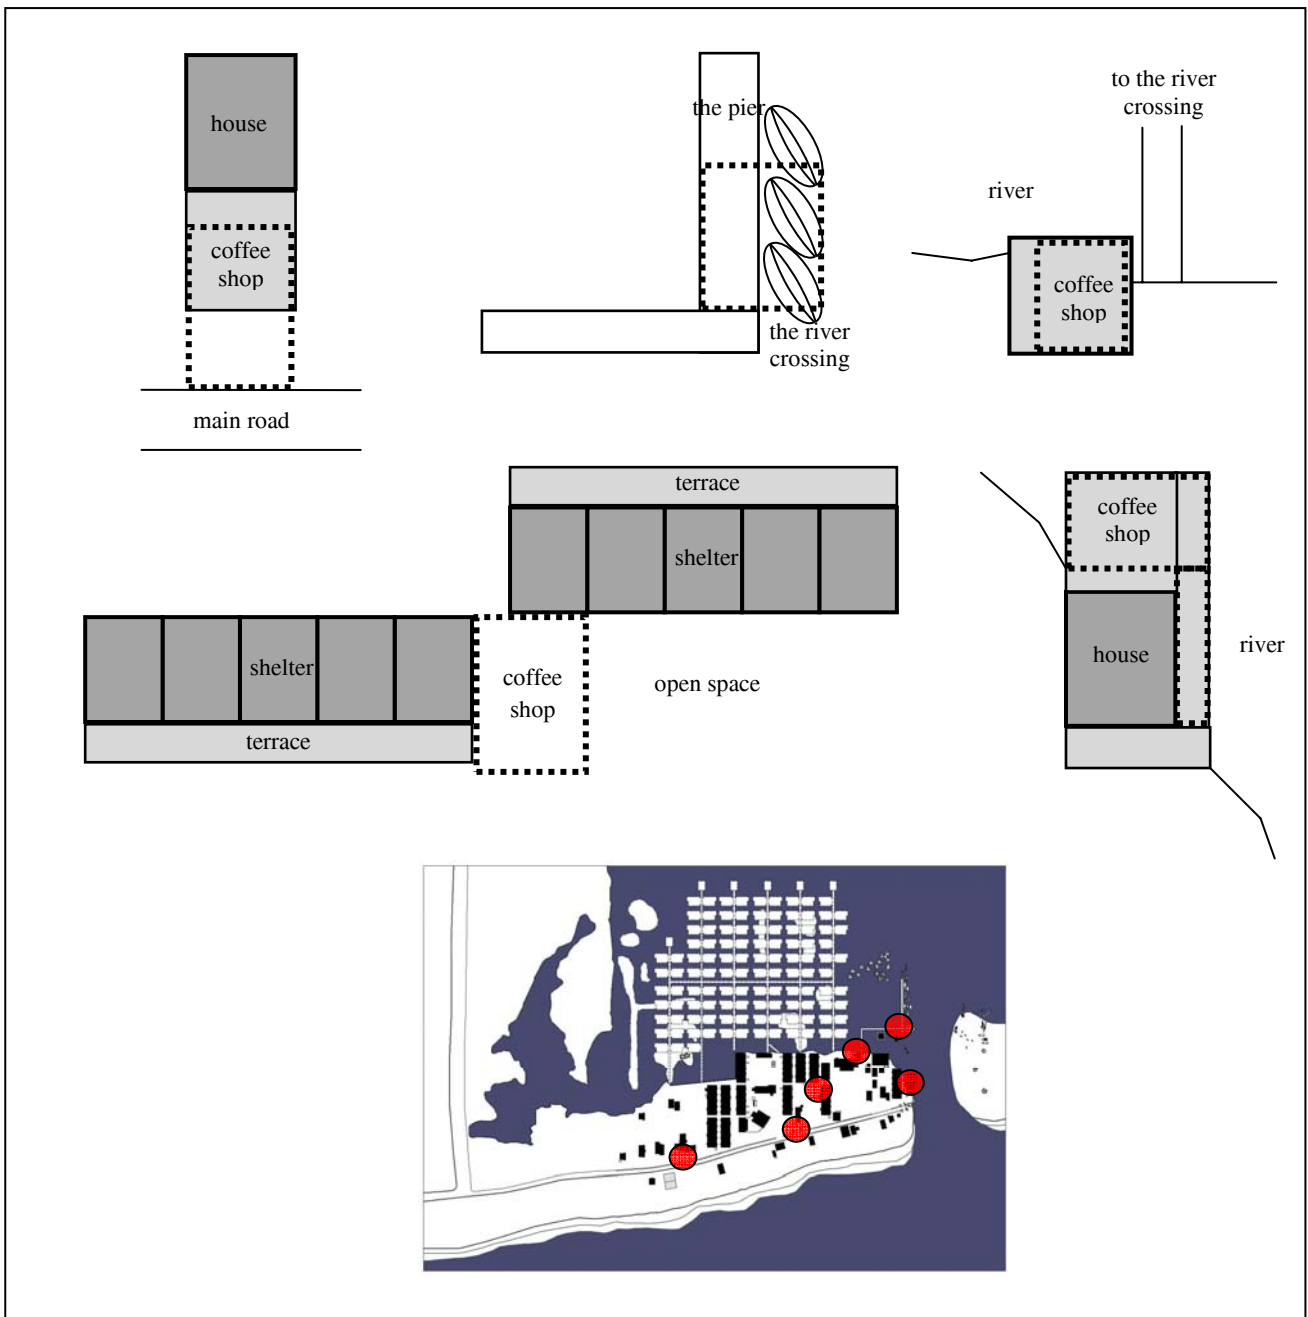 house
coffee
shop
main road
the pier
the river
crossing
to the river
crossing
river
coffee
shop
terrace
shelter
shelter
terrace
coffee
shop
open space
coffee
shop
house
river